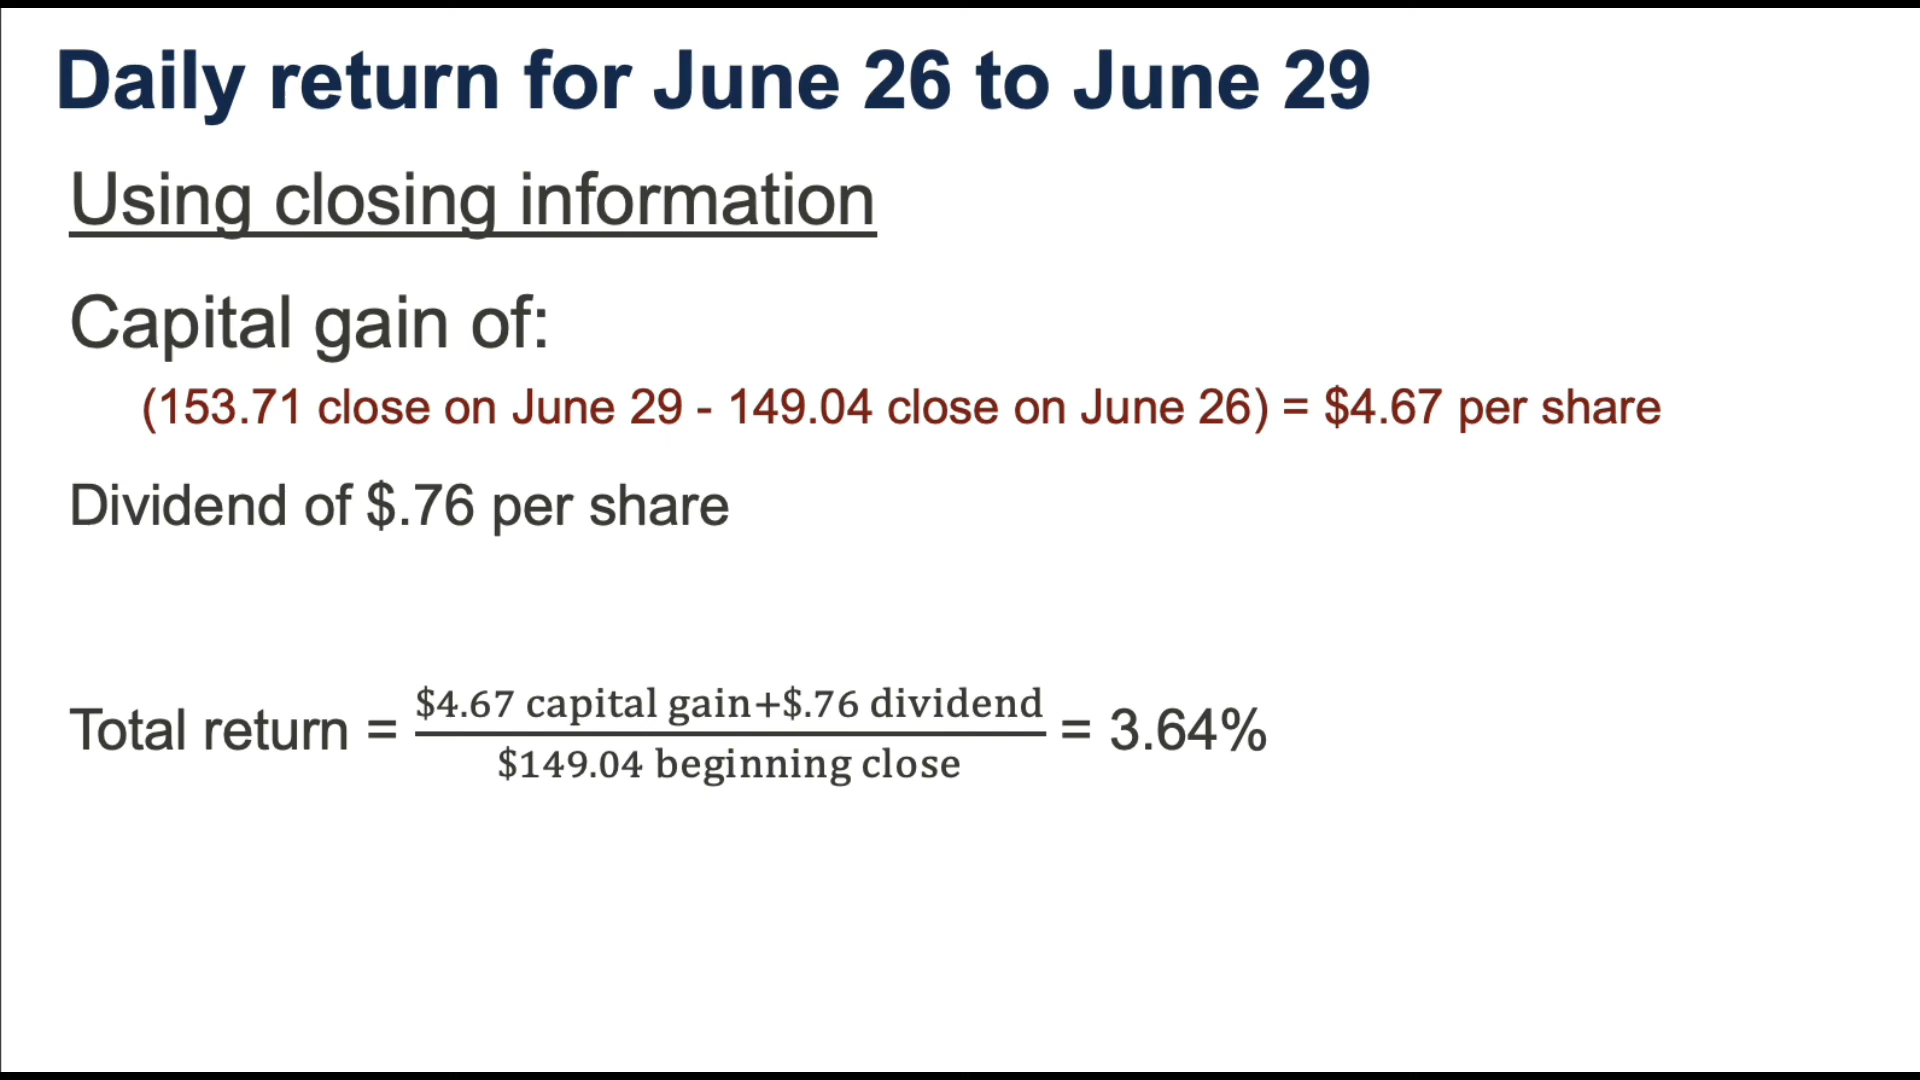 Daily return for June 26 to June 29
Using closing information
Capital gain of:
(153.71 close on June 29 - 149.04 close on June 26) = $4.67 per share
Dividend of $.76 per share
Total return = $4.67 capital gain+$.76 dividend / $149.04 beginning close = 3.64%